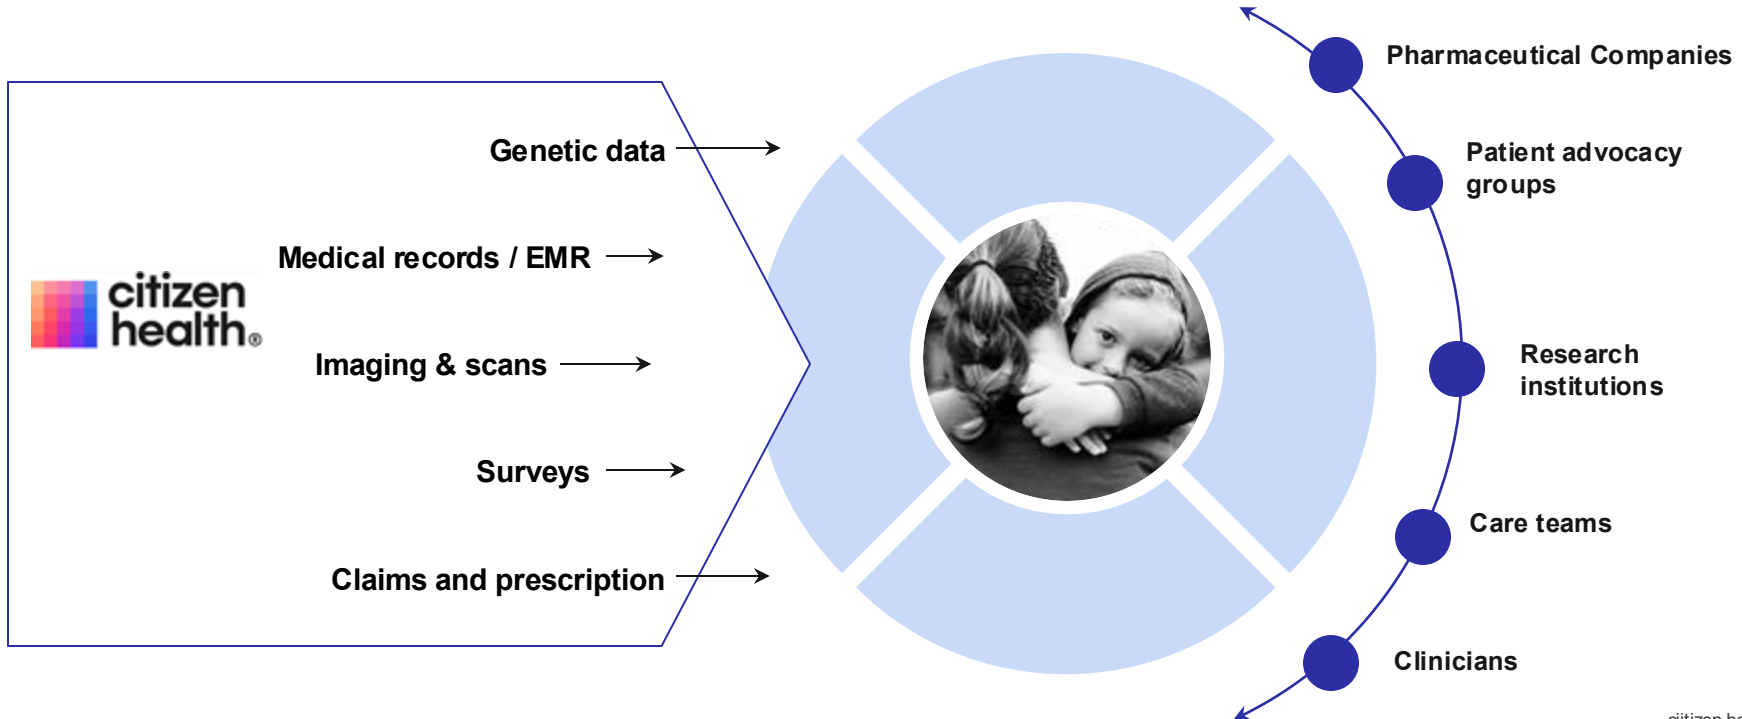 citizen
health®
Genetic data
Medical records / EMR
Imaging & scans
Surveys
Claims and prescription
Pharmaceutical Companies
Patient advocacy
groups
Research
institutions
Care teams
Clinicians